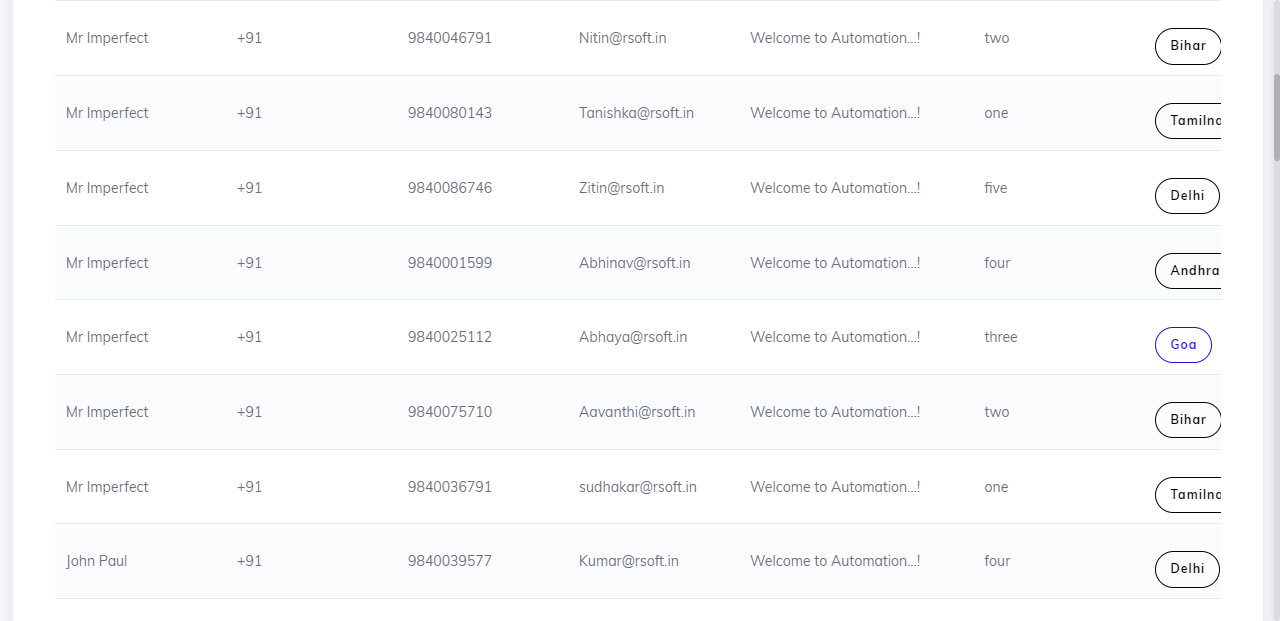 Mr Imperfect +91 9840046791 Nitin@rsoft.in Welcome to Automation...! two Bihar
Mr Imperfect +91 9840080143 Tanishka@rsoft.in Welcome to Automation...! one Tamilna
Mr Imperfect +91 9840086746 Zitin@rsoft.in Welcome to Automation...! five Delhi
Mr Imperfect +91 9840001599 Abhinav@rsoft.in Welcome to Automation...! four Andhra
Mr Imperfect +91 9840025112 Abhaya@rsoft.in Welcome to Automation...! three Goa
Mr Imperfect +91 9840075710 Aavanthi@rsoft.in Welcome to Automation...! two Bihar
Mr Imperfect +91 9840036791 sudhakar@rsoft.in Welcome to Automation...! one Tamilna
John Paul +91 9840039577 Kumar@rsoft.in Welcome to Automation...! four Delhi